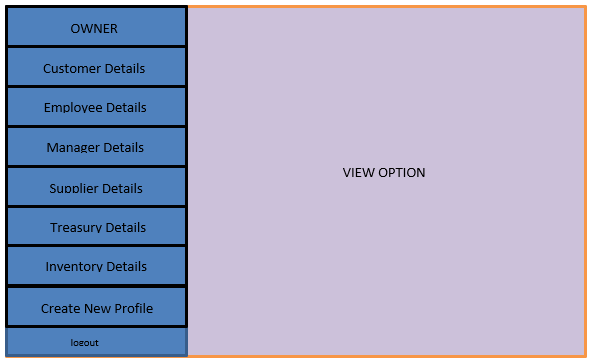 OWNER
Customer Details
Employee Details
Manager Details
Supplier Details
Treasury Details
Inventory Details
Create New Profile
logout
VIEW OPTION